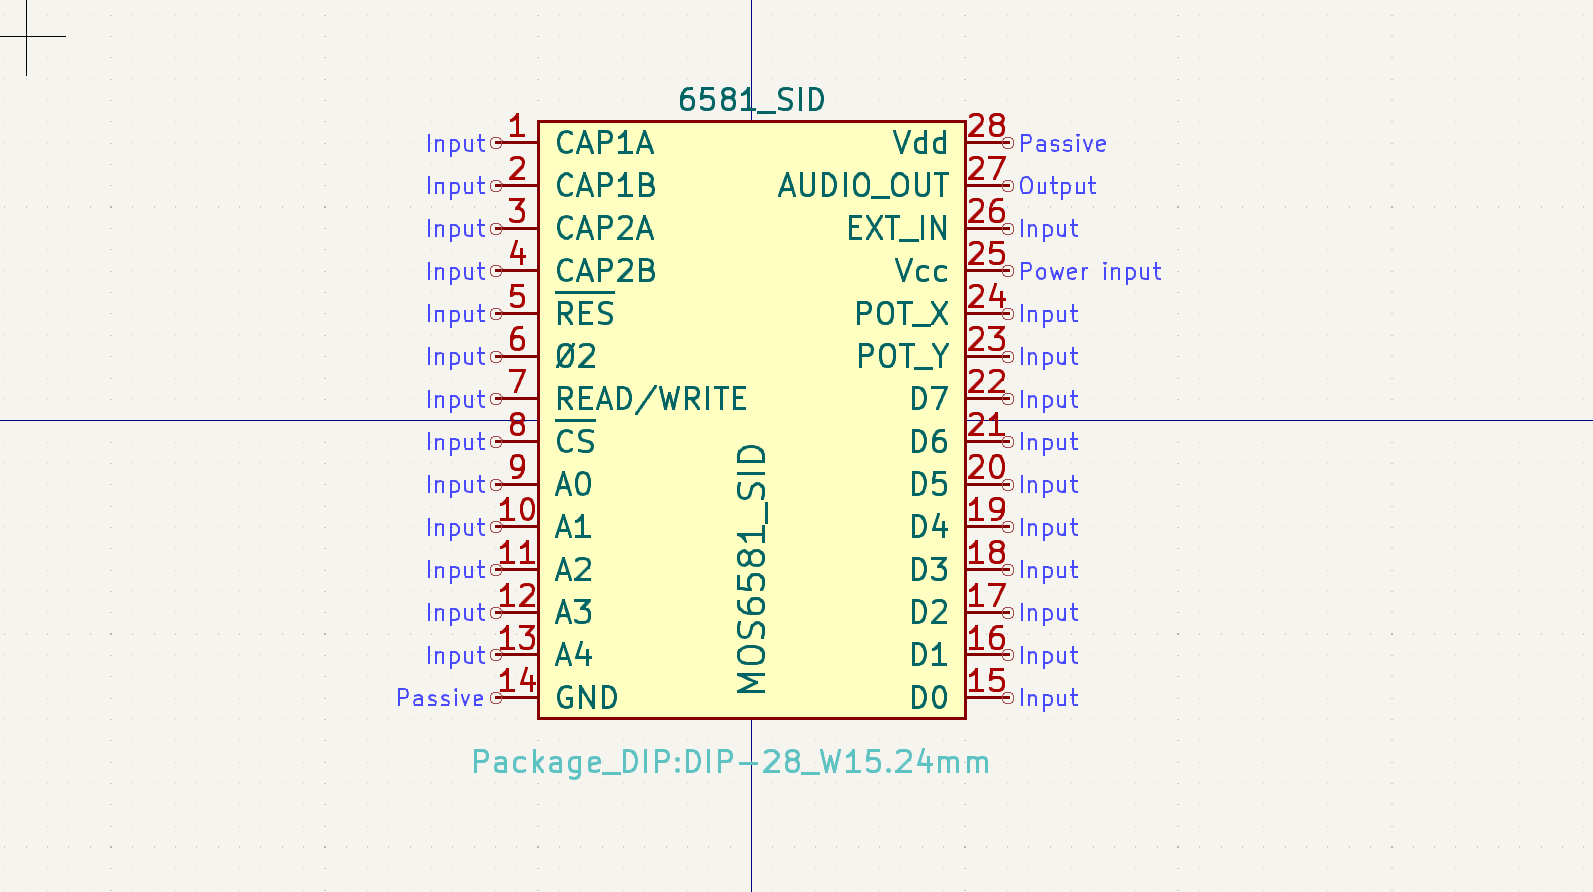 6581_SID
Input 1 CAP1A Vdd 28 Passive
Input 2 CAP1B AUDIO_OUT 27 Output
Input 3 CAP2A EXT_IN 26 Input
Input 4 CAP2B Vcc 25 Power input
Input 5 RES POT_X 24 Input
Input 6 Ø2 POT_Y 23 Input
Input 7 READ/WRITE D7 22 Input
Input 8 CS D6 21 Input
Input 9 A0 D5 20 Input
Input 10 A1 D4 19 Input
Input 11 A2 D3 18 Input
Input 12 A3 D2 17 Input
Input 13 A4 D1 16 Input
Passive 14 GND D0 15 Input
MOS6581_SID
Package_DIP:DIP-28_W15.24mm